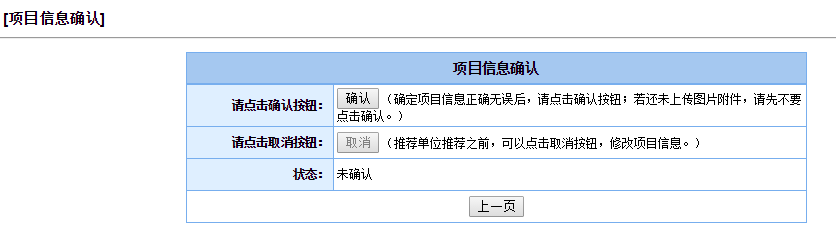 [项目信息确认]
项目信息确认
请点击确认按钮： 确认 （确定项目信息正确无误后，请点击确认按钮；若还未上传图片附件，请先不要
点击确认。）
请点击取消按钮： 取消 （推荐单位推荐之前，可以点击取消按钮，修改项目信息。）
状态： 未确认
上一页